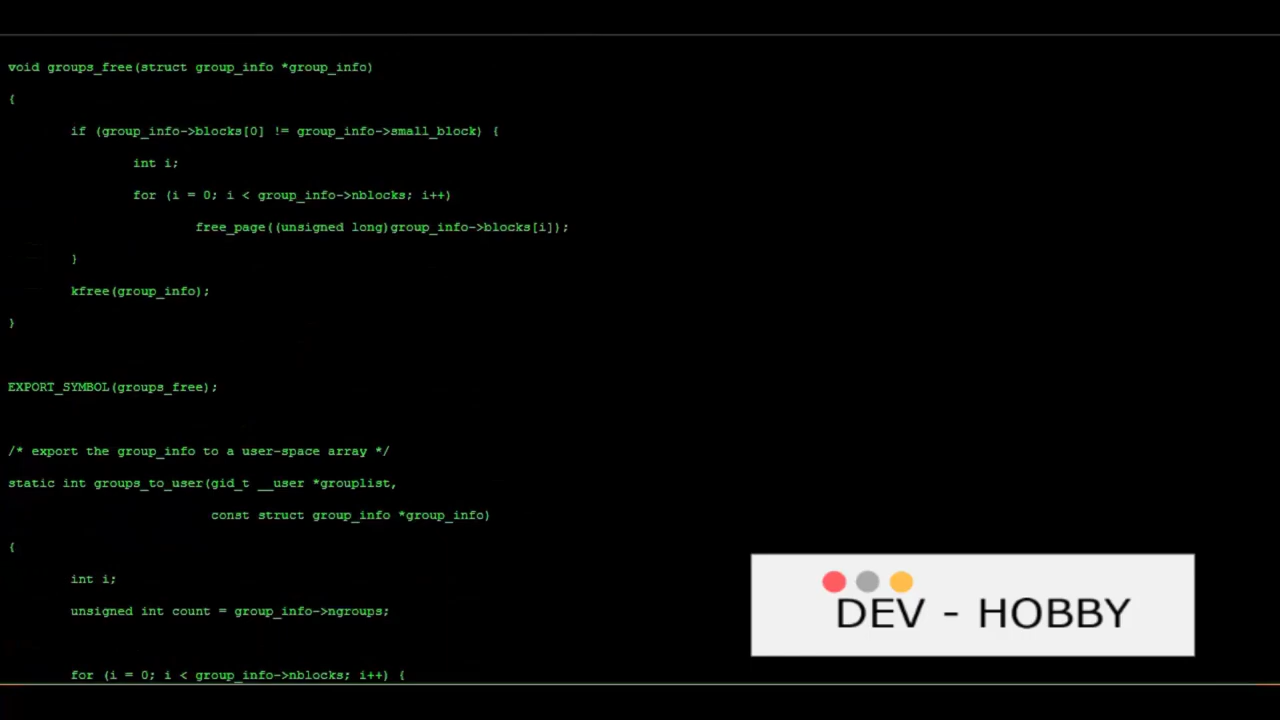 void groups_free(struct group_info *group_info)
{
if (group_info->blocks[0] != group_info->small_block) {
int i;
for (i = 0; i < group_info->nblocks; i++)
free_page((unsigned long)group_info->blocks[i]);
}
kfree(group_info);
}
EXPORT_SYMBOL(groups_free);
/* export the group_info to a user-space array */
static int groups_to_user(gid_t __user *grouplist,
const struct group_info *group_info)
{
int i;
unsigned int count = group_info->ngroups;
for (i = 0; i < group_info->nblocks; i++) {
DEV - HOBBY